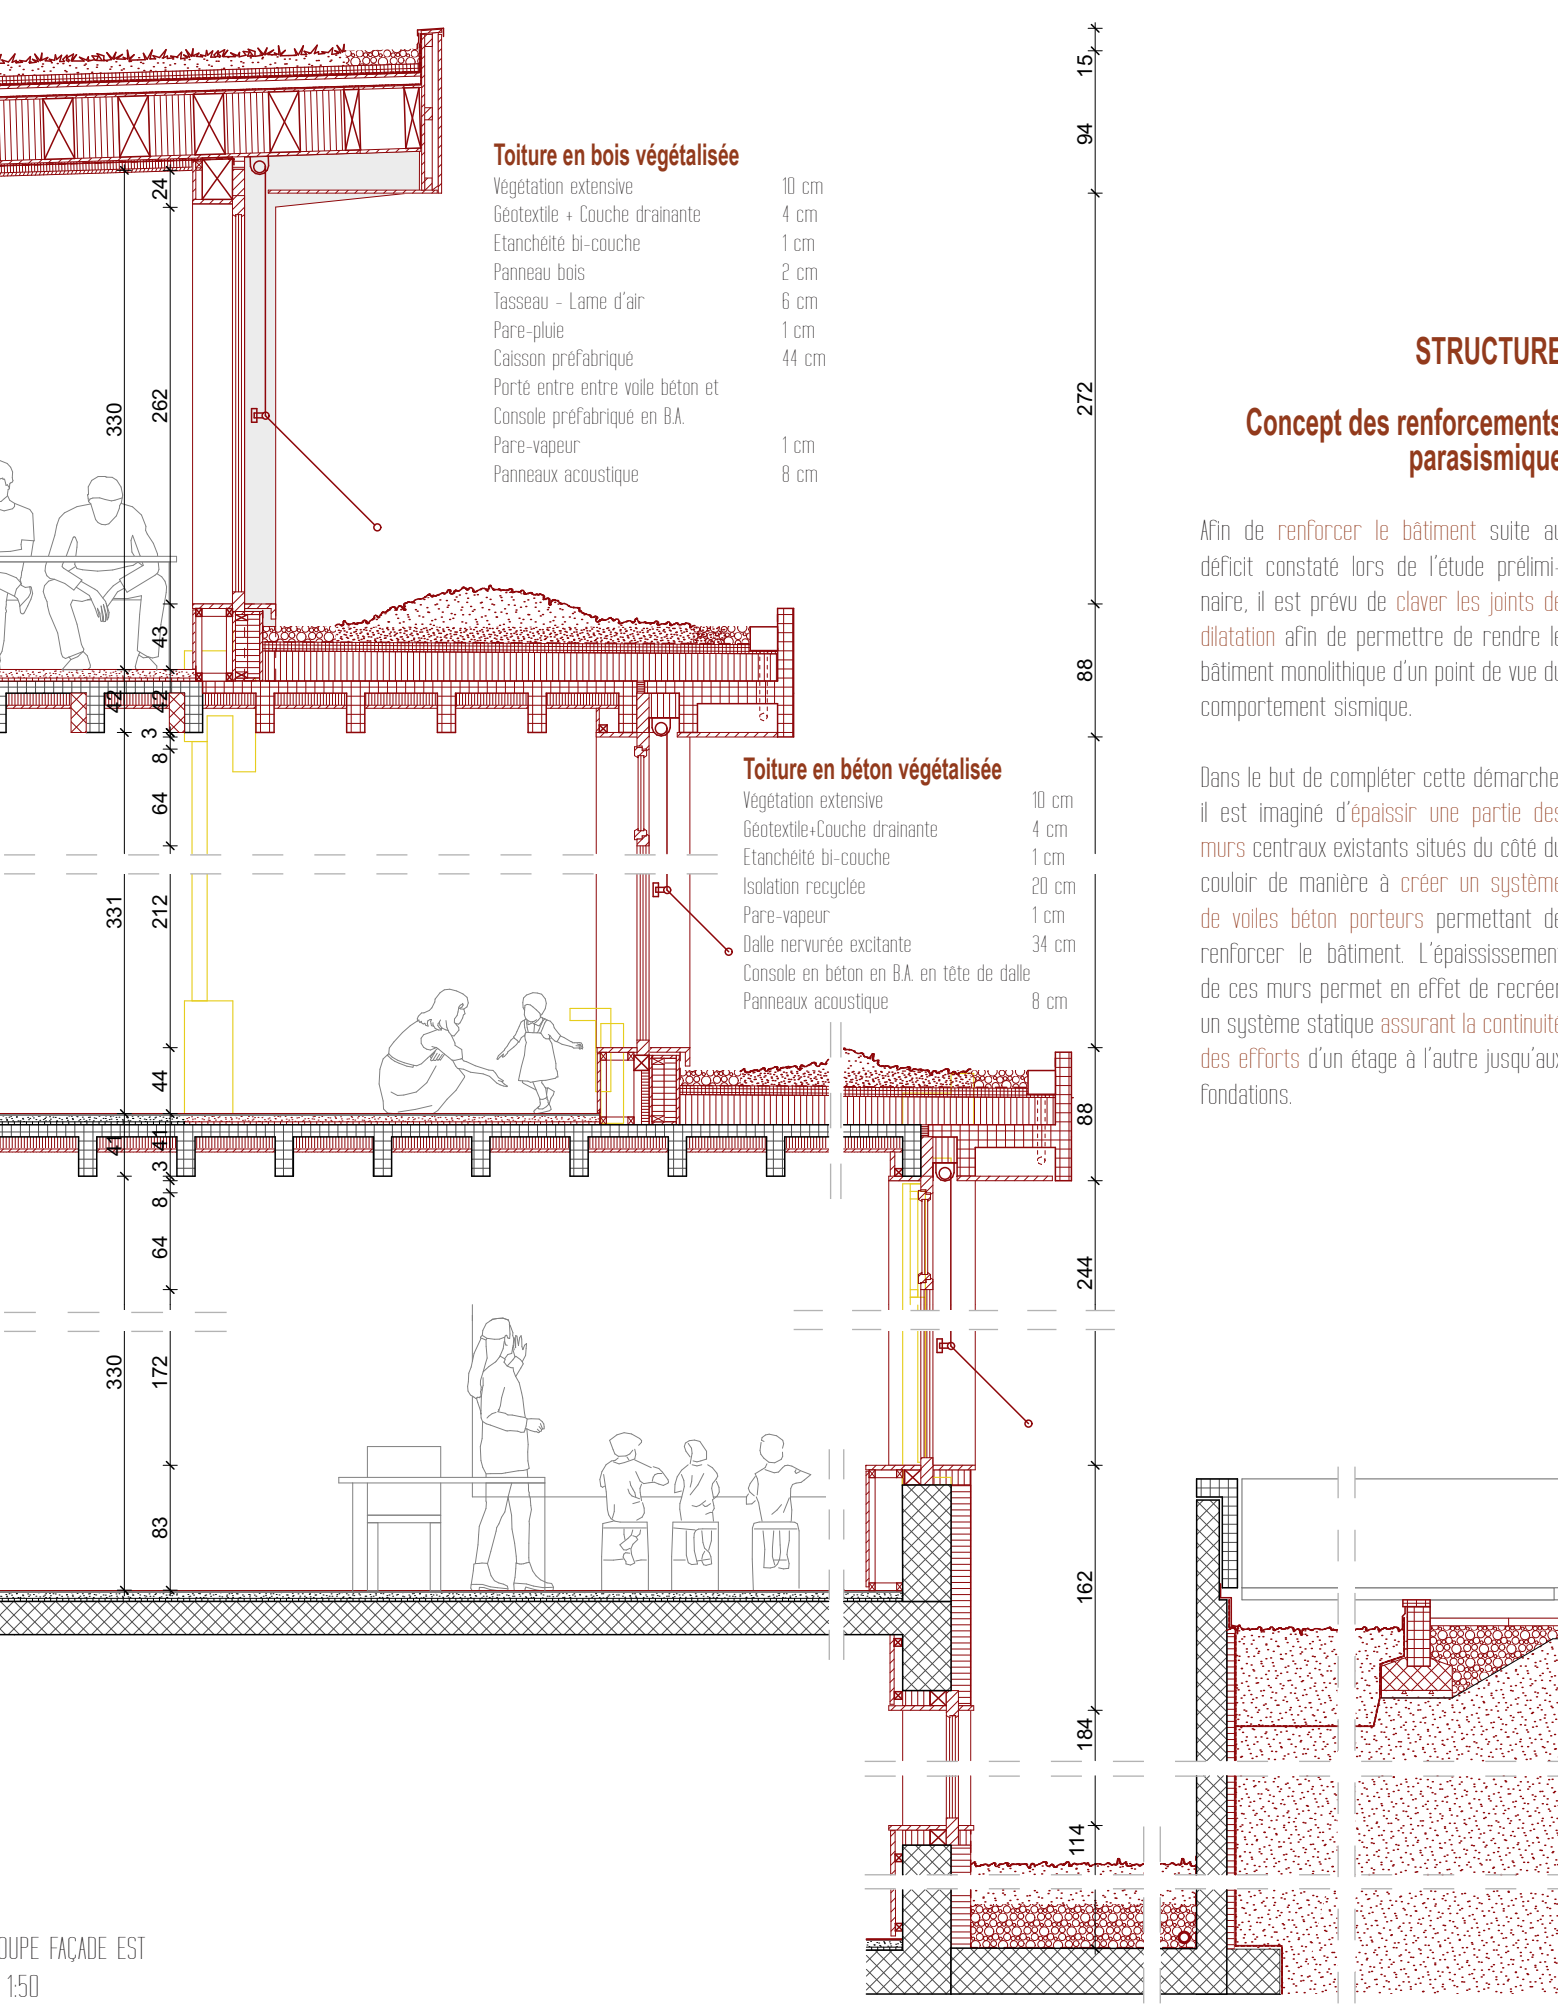 Toiture en bois végétalisée
Végétation extensive 10 cm
Géotextile + Couche drainante 4 cm
Etanchéité bi-couche 1 cm
Panneau bois 2 cm
Tasseau - Lame d'air 6 cm
Pare-pluie 1 cm
Caisson préfabriqué 44 cm
Porté entre entre voile béton et
Console préfabriqué en B.A.
Pare-vapeur 1 cm
Panneaux acoustique 8 cm
Toiture en béton végétalisée
Végétation extensive 10 cm
Géotextile+Couche drainante 4 cm
Etanchéité bi-couche 1 cm
Isolation recyclée 20 cm
Pare-vapeur 1 cm
Dalle nervurée excitante 34 cm
Console en béton en B.A. en tête de dalle
Panneaux acoustique 8 cm
STRUCTURE
Concept des renforcements
parasismique
Afin de renforcer le bâtiment suite au
déficit constaté lors de l'étude prélimi-
naire, il est prévu de claver les joints de
dilatation afin de permettre de rendre le
bâtiment monolithique d'un point de vue du
comportement sismique.
Dans le but de compléter cette démarche,
il est imaginé d'épaissir une partie des
murs centraux existants situés du côté du
couloir de manière à créer un système
de voiles béton porteurs permettant de
renforcer le bâtiment. L'épaississement
de ces murs permet en effet de recréer
un système statique assurant la continuité
des efforts d'un étage à l'autre jusqu'aux
fondations.
330
42
331
41
330
24
262
43
42
3
8
64
212
44
41
3
8
64
172
83
15
94
272
88
88
244
162
184
114
OUPE FAÇADE EST
1:50